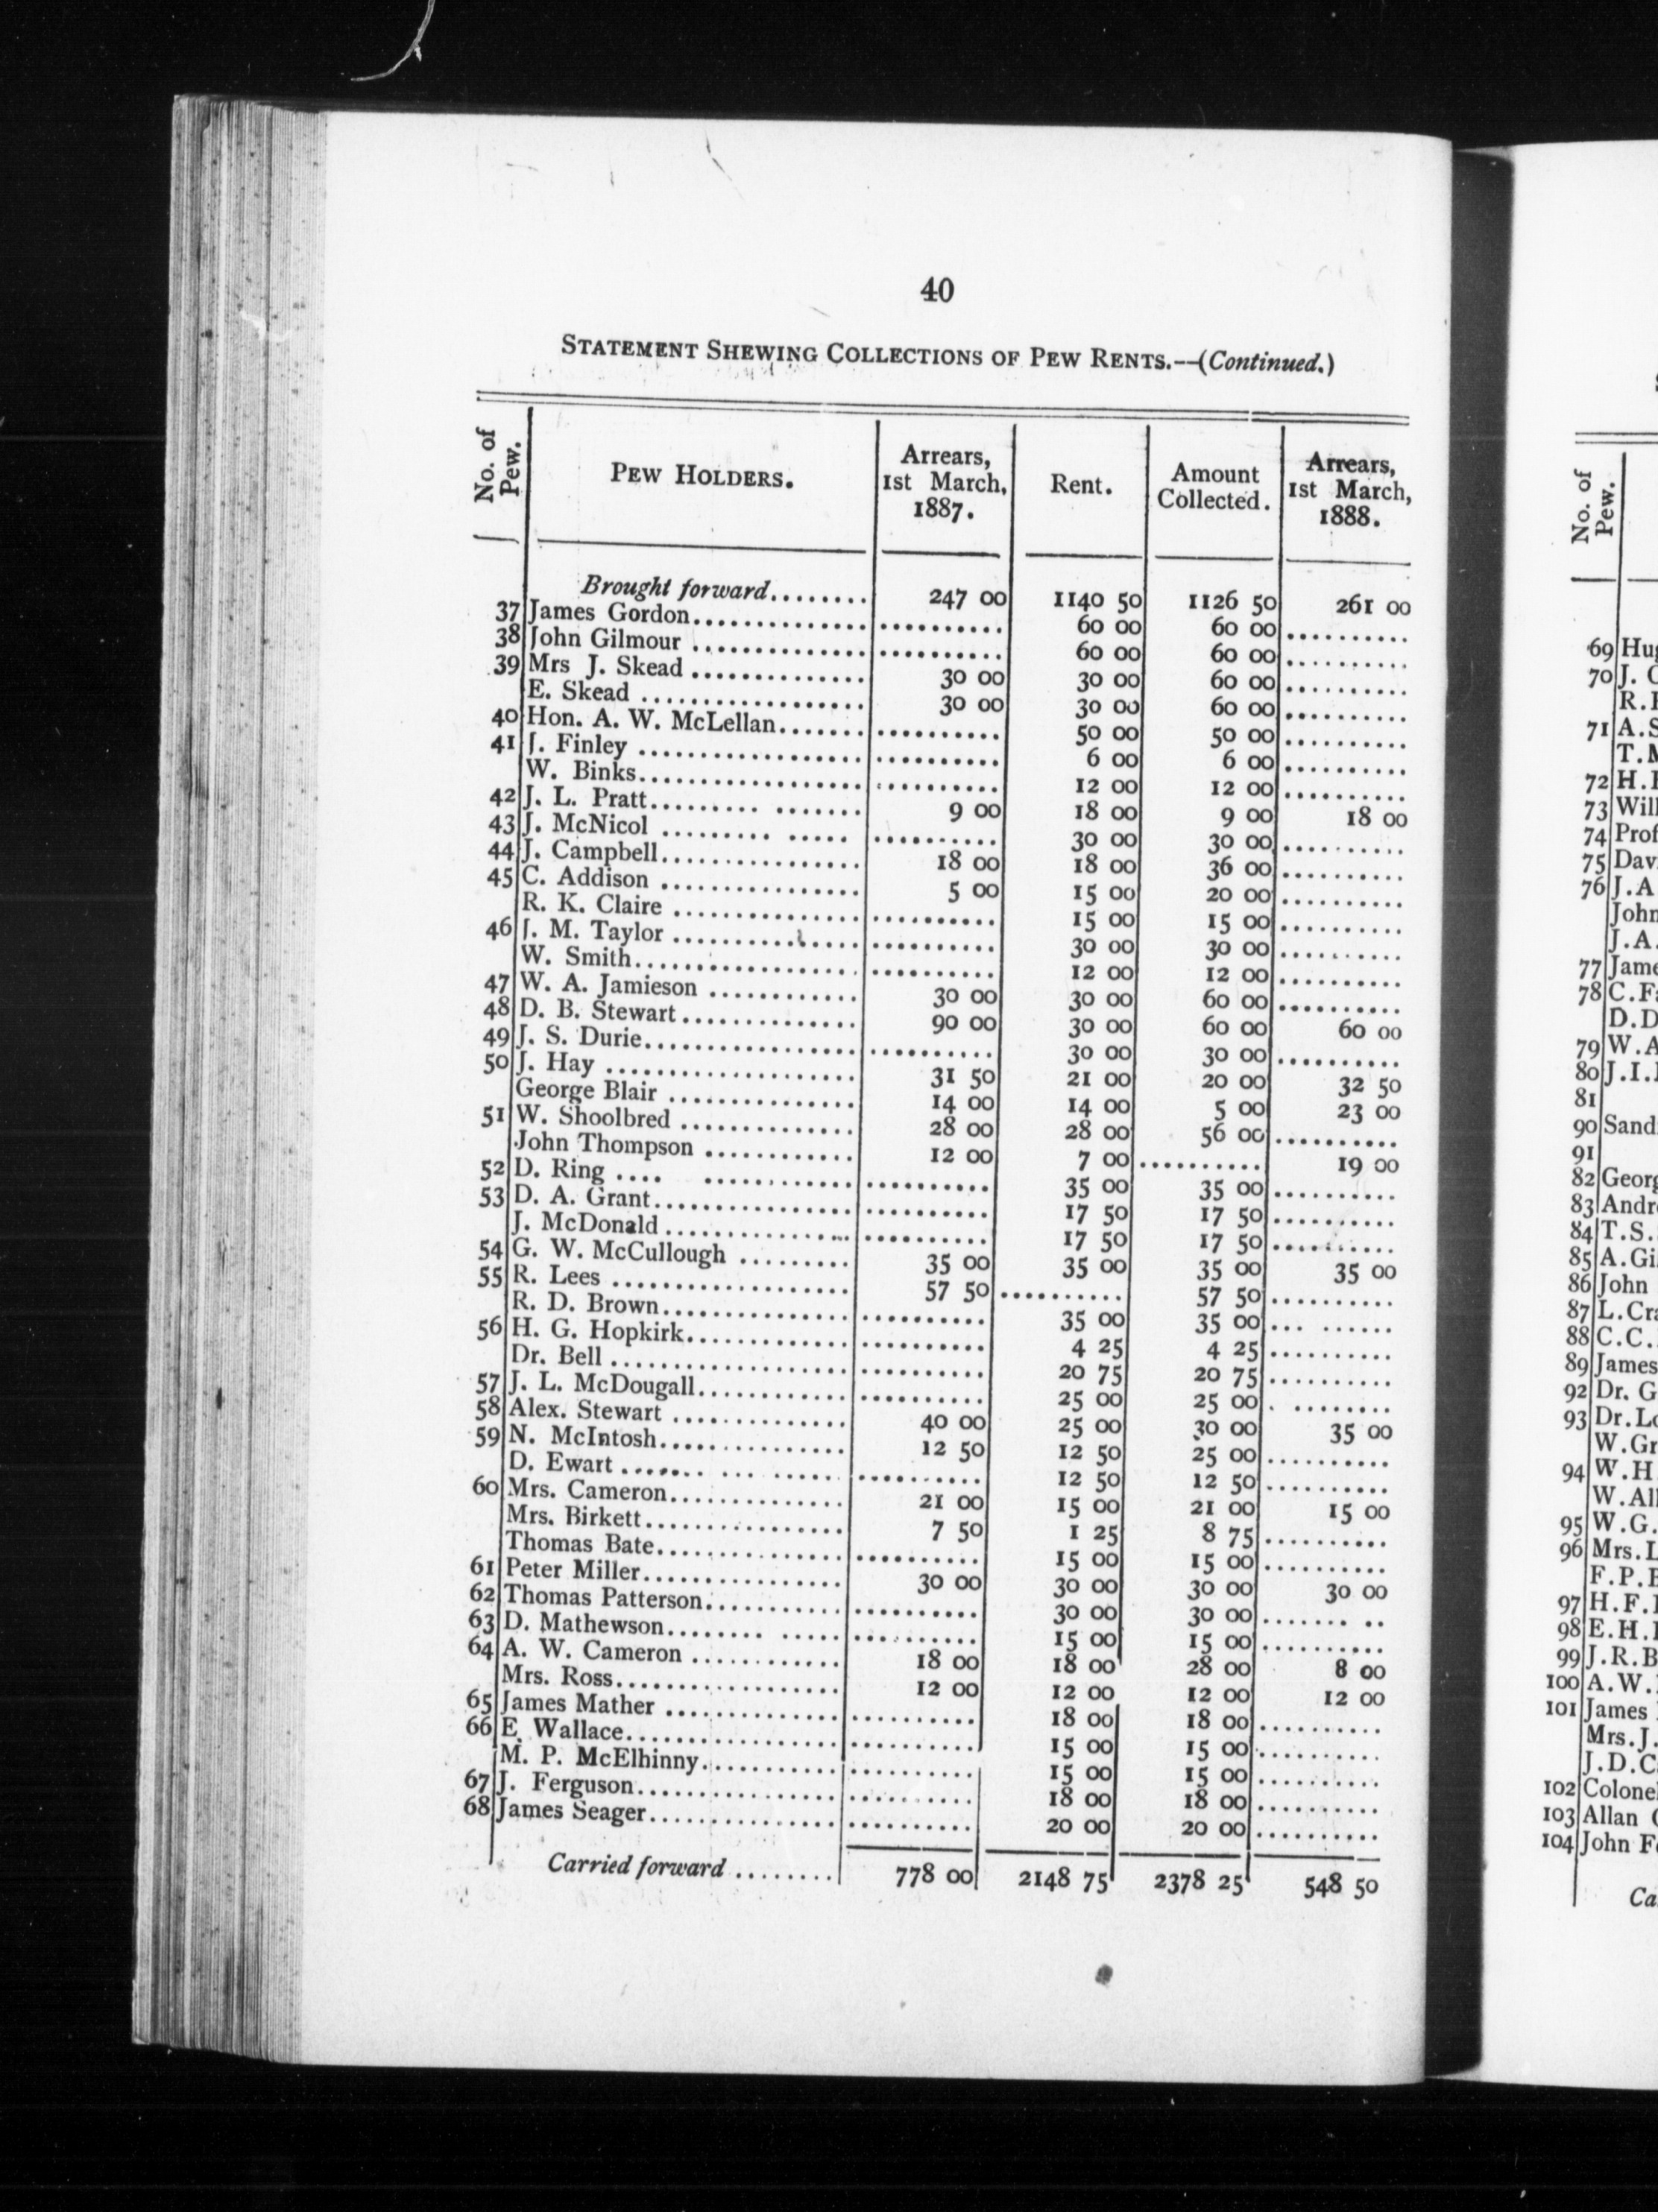 40
STATEMENT SHEWING COLLECTIONS OF PEW RENTS.—(Continued.)
No. of Pew. PEW HOLDERS. Arrears, 1st March, 1887. Rent. Amount Collected. Arrears, 1st March, 1888.
Brought forward........ 247 00 1140 50 1126 50 261 00
37 James Gordon............... .......... 60 00 60 00 ..........
38 John Gilmour ............... .......... 60 00 60 00 ..........
39 Mrs J. Skead .............. 30 00 30 00 60 00 ..........
E. Skead .................. 30 00 30 00 60 00 ..........
40 Hon. A. W. McLellan....... .......... 50 00 50 00 ..........
41 J. Finley .................. .......... 6 00 6 00 ..........
W. Binks.................. .......... 12 00 12 00 ..........
42 J. L. Pratt......... ....... 9 00 18 00 9 00 18 00
43 J. McNicol ......... ..... .......... 30 00 30 00 ..........
44 J. Campbell................ 18 00 18 00 36 00 ..........
45 C. Addison ................ 5 00 15 00 20 00 ..........
R. K. Claire ............... .......... 15 00 15 00 ..........
46 J. M. Taylor ............... .......... 30 00 30 00 ..........
W. Smith.................. .......... 12 00 12 00 ..........
47 W. A. Jamieson ............ 30 00 30 00 60 00 ..........
48 D. B. Stewart.............. 90 00 30 00 60 00 60 00
49 J. S. Durie................. .......... 30 00 30 00 ..........
50 J. Hay .................... 31 50 21 00 20 00 32 50
George Blair ............... 14 00 14 00 5 00 23 00
51 W. Shoolbred .............. 28 00 28 00 56 00 ..........
John Thompson ............ 12 00 7 00 .......... 19 00
52 D. Ring .... ............ .......... 35 00 35 00 ..........
53 D. A. Grant................ .......... 17 50 17 50 ..........
J. McDonald ............... .......... 17 50 17 50 ..........
54 G. W. McCullough ......... 35 00 35 00 35 00 35 00
55 R. Lees ................... 57 50 .......... 57 50 ..........
R. D. Brown............... .......... 35 00 35 00 ... ......
56 H. G. Hopkirk............. .......... 4 25 4 25 ..........
Dr. Bell ................... .......... 20 75 20 75 ..........
57 J. L. McDougall............ .......... 25 00 25 00 . ........
58 Alex. Stewart .............. 40 00 25 00 30 00 35 00
59 N. McIntosh............... 12 50 12 50 25 00 ..........
D. Ewart ....... ... ...... .......... 12 50 12 50 ..........
60 Mrs. Cameron.............. 21 00 15 00 21 00 15 00
Mrs. Birkett................ 7 50 1 25 8 75 ..........
Thomas Bate............... .......... 15 00 15 00 ..........
61 Peter Miller................ 30 00 30 00 30 00 30 00
62 Thomas Patterson........... .......... 30 00 30 00 ....... ..
63 D. Mathewson........ ..... .......... 15 00 15 00 ..........
64 A. W. Cameron ............ 18 00 18 00 28 00 8 00
Mrs. Ross.................. 12 00 12 00 12 00 12 00
65 James Mather .............. .......... 18 00 18 00 ..........
66 E. Wallace................. .......... 15 00 15 00 ..........
M. P. McElhinny........... .......... 15 00 15 00 ..........
67 J. Ferguson................ .......... 18 00 18 00 ..........
68 James Seager............... .......... 20 00 20 00 ..........
Carried forward ........ 778 00 2148 75 2378 25 548 50
No. of Pew.
69
70 J.
71
72
73
74
75
76 J.A
John
J.A.
77
78
79
80 J.I.
81
90
91
82
83
84 T.S.
85
86 John
87
88 C.C.
89 James
92 Dr.
93
94
95 W.G.
96
97
98
99
100
101 James
Mrs. J.
102
103 Allan
104 John